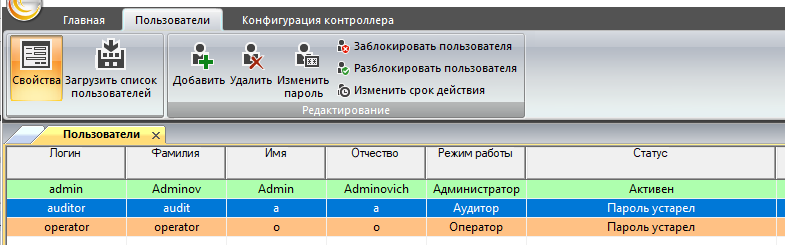 Главная Пользователи Конфигурация контроллера
Свойства
Загрузить список
пользователей
Добавить
Удалить
Изменить
пароль
Заблокировать пользователя
Разблокировать пользователя
Изменить срок действия
Редактирование
Пользователи
Логин Фамилия Имя Отчество Режим работы Статус
admin Adminov Admin Adminovich Администратор Активен
auditor audit a a Аудитор Пароль устарел
operator operator o o Оператор Пароль устарел